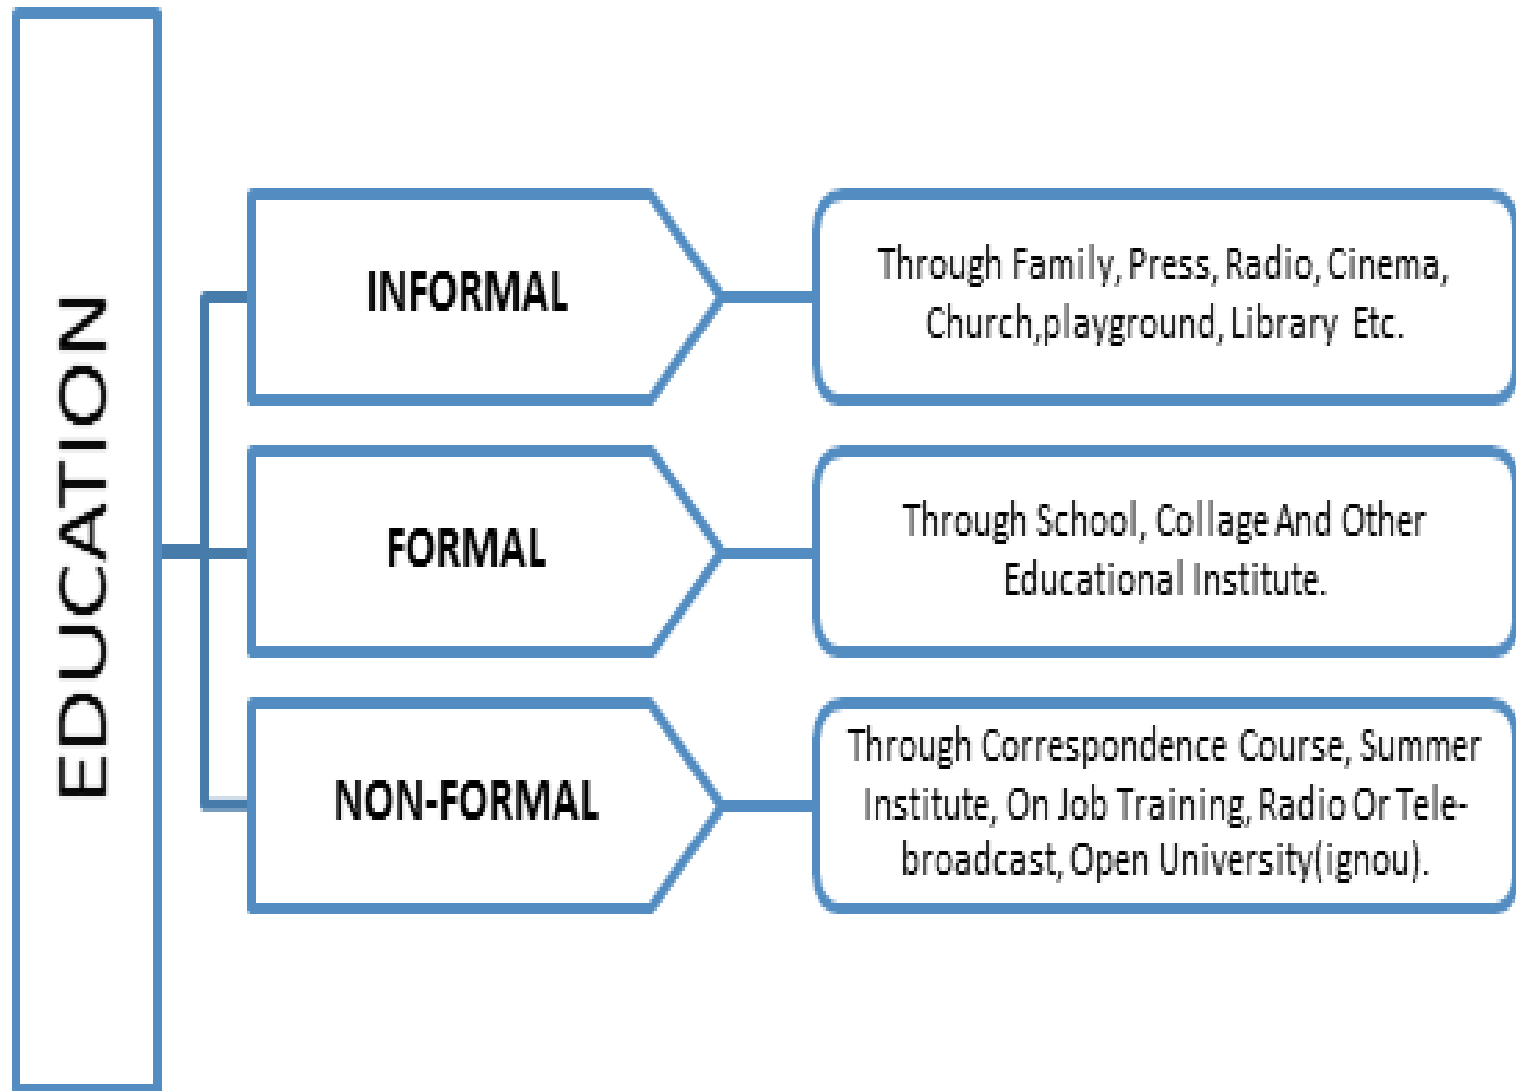 EDUCATION
INFORMAL
Through Family, Press, Radio, Cinema,
Church,playground, Library Etc.
FORMAL
Through School, Collage And Other
Educational Institute.
NON-FORMAL
Through Correspondence Course, Summer
Institute, On Job Training, Radio Or Tele-
broadcast, Open University(ignou).